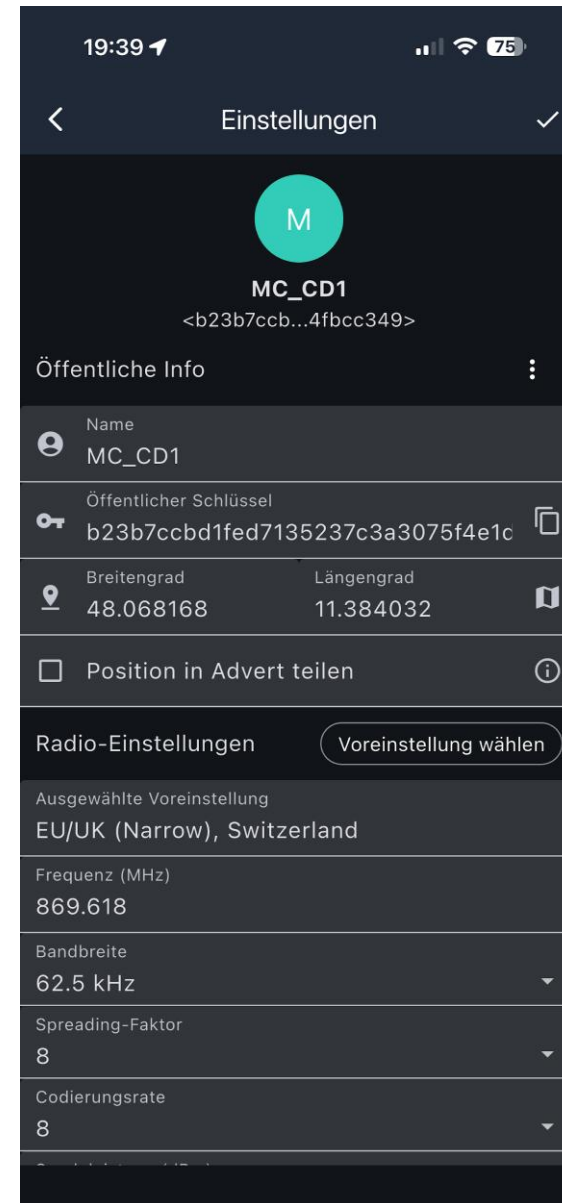 19:39
75
Einstellungen
M
MC_CD1
<b23b7ccb...4fbcc349>
Öffentliche Info
Name
MC_CD1
Öffentlicher Schlüssel
b23b7ccbd1fed7135237c3a3075f4e1c
Breitengrad Längengrad
48.068168 11.384032
Position in Advert teilen
Radio-Einstellungen Voreinstellung wählen
Ausgewählte Voreinstellung
EU/UK (Narrow), Switzerland
Frequenz (MHz)
869.618
Bandbreite
62.5 kHz
Spreading-Faktor
8
Codierungsrate
8